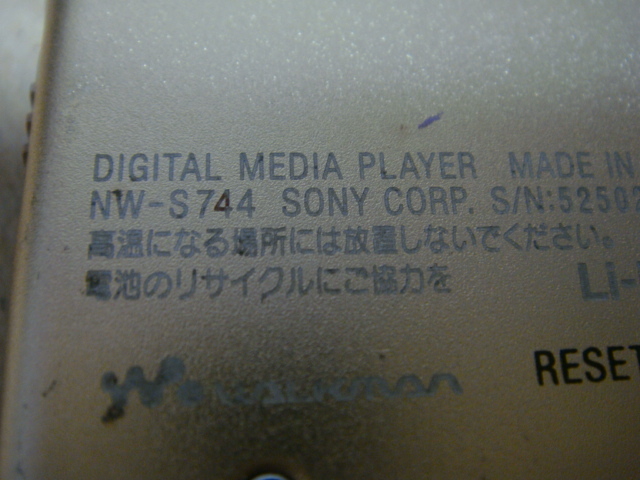 DIGITAL MEDIA PLAYER MADE IN
NW-S744 SONY CORP. S/N:52502
高温になる場所には放置しないでください。
電池のリサイクルにご協力を
Li-
RESET
WALKMAN